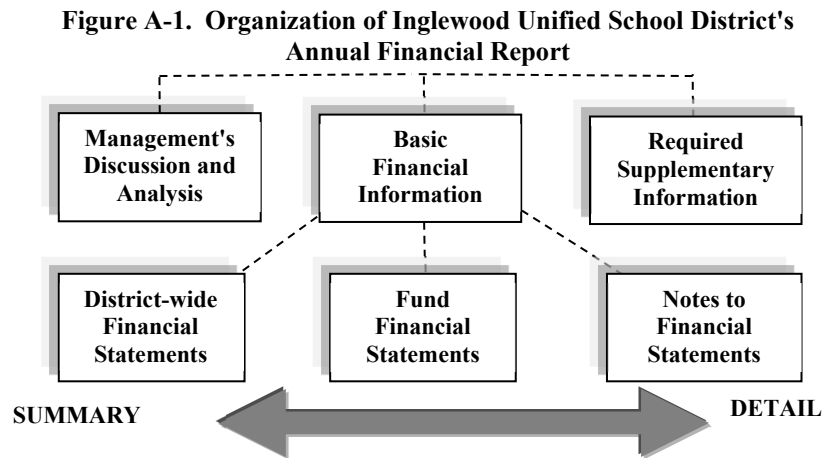 Figure A-1. Organization of Inglewood Unified School District's
Annual Financial Report
Management's
Discussion and
Analysis
Basic
Financial
Information
Required
Supplementary
Information
District-wide
Financial
Statements
Fund
Financial
Statements
Notes to
Financial
Statements
SUMMARY
DETAIL